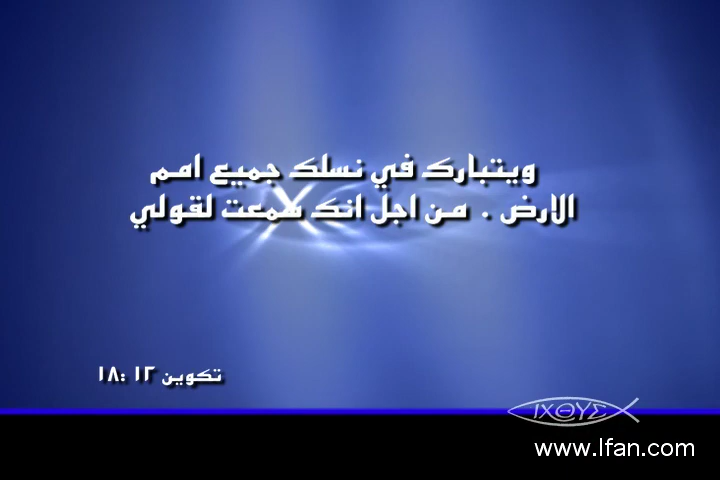 ويتبارك في نسلك جميع امم
الارض . من اجل انك سمعت لقولي
تكوين ١٢ :١٨
ΙΧΘΥΣ
www.lfan.com